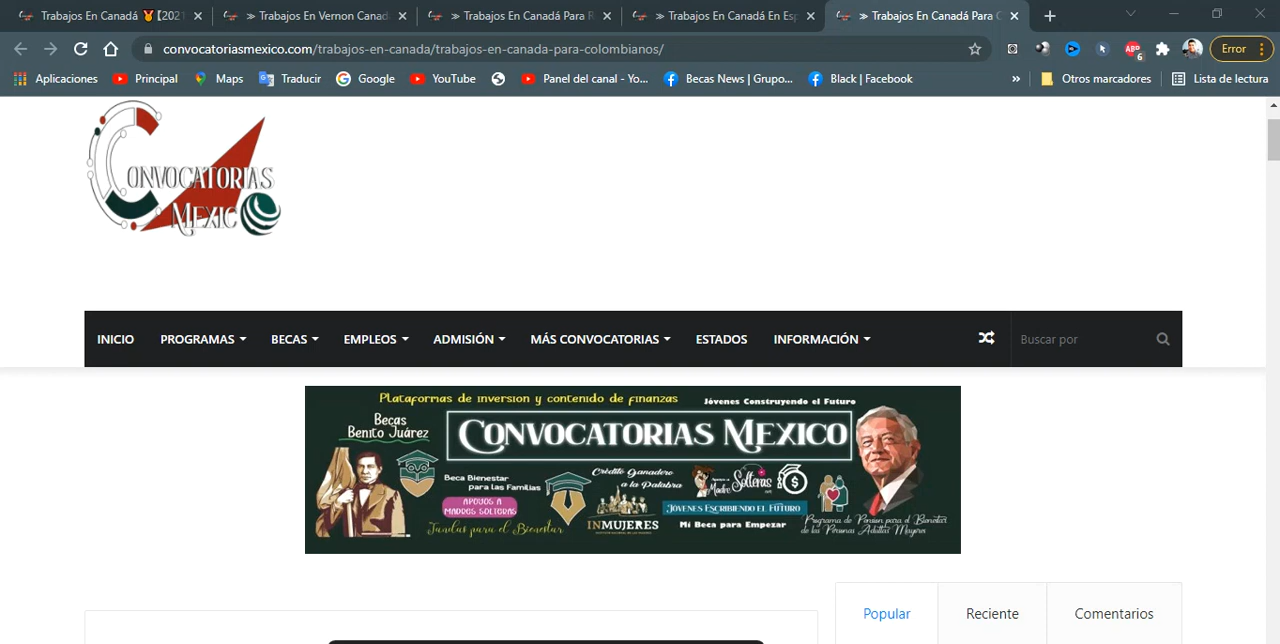 Trabajos En Canadá 🏅【2021
» Trabajos En Vernon Canad
» Trabajos En Canadá Para R
» Trabajos En Canadá En Esp
» Trabajos En Canadá Para C
convocatoriasmexico.com/trabajos-en-canada/trabajos-en-canada-para-colombianos/
ABP
6
Error
Aplicaciones
Principal
Maps
Traducir
Google
YouTube
Panel del canal - Yo...
Becas News | Grupo...
Black | Facebook
»
Otros marcadores
Lista de lectura
CONVOCATORIAS
MEXICO
INICIO
PROGRAMAS
BECAS
EMPLEOS
ADMISIÓN
MÁS CONVOCATORIAS
ESTADOS
INFORMACIÓN
Buscar por
Plataformas de inversion y contenido de finanzas
Jóvenes Construyendo el Futuro
Becas
Benito Juárez
CONVOCATORIAS MEXICO
Beca Bienestar
para las Familias
Crédito Ganadero
a la Palabra
Solteras
APOYOS A
MADRES SOLTERAS
JÓVENES ESCRIBIENDO EL FUTURO
INMUJERES
Mi Beca para Empezar
Tandas para el Bienestar
Programa de Pension para el Bienestar
de las Personas Adultas Mayores
Popular
Reciente
Comentarios